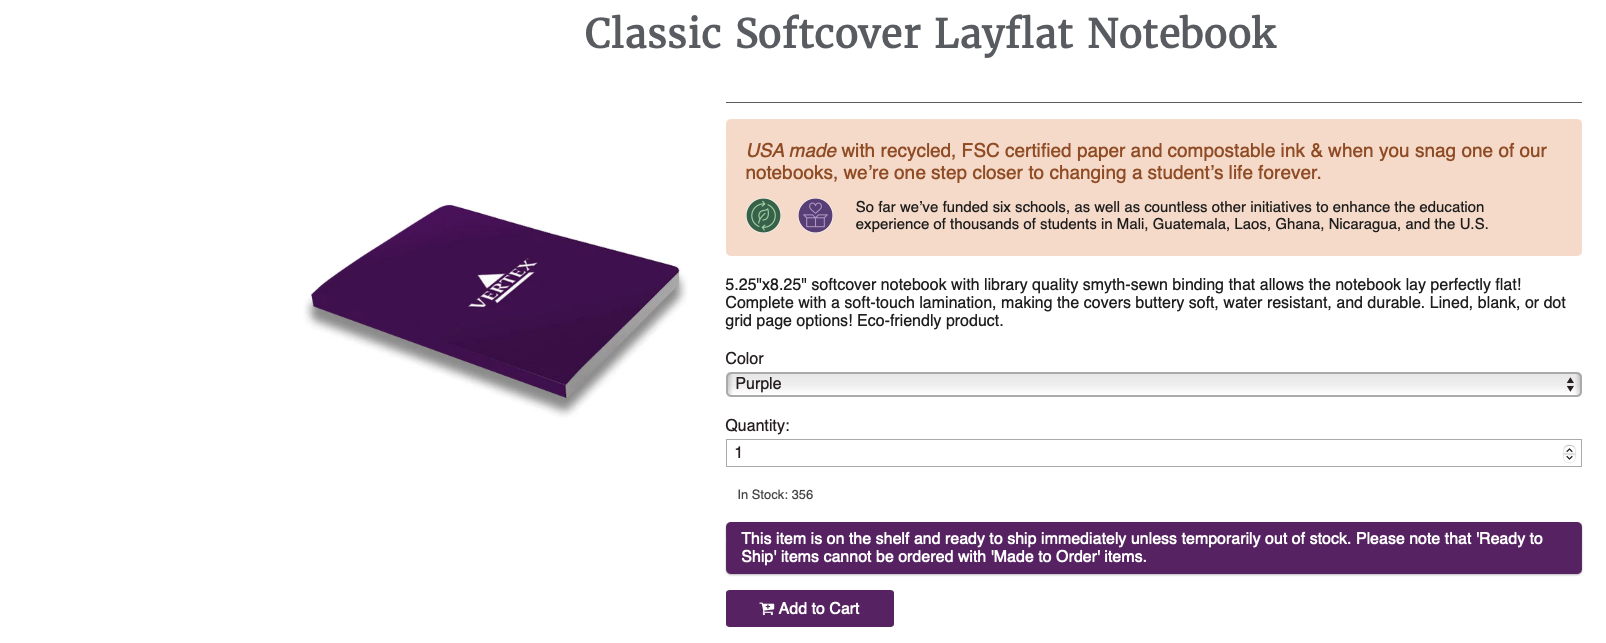 Classic Softcover Layflat Notebook
USA made with recycled, FSC certified paper and compostable ink & when you snag one of our
notebooks, we’re one step closer to changing a student’s life forever.
So far we’ve funded six schools, as well as countless other initiatives to enhance the education
experience of thousands of students in Mali, Guatemala, Laos, Ghana, Nicaragua, and the U.S.
VERTEX
5.25"x8.25" softcover notebook with library quality smyth-sewn binding that allows the notebook lay perfectly flat!
Complete with a soft-touch lamination, making the covers buttery soft, water resistant, and durable. Lined, blank, or dot
grid page options! Eco-friendly product.
Color
Purple
Quantity:
1
In Stock: 356
This item is on the shelf and ready to ship immediately unless temporarily out of stock. Please note that 'Ready to
Ship' items cannot be ordered with 'Made to Order' items.
Add to Cart